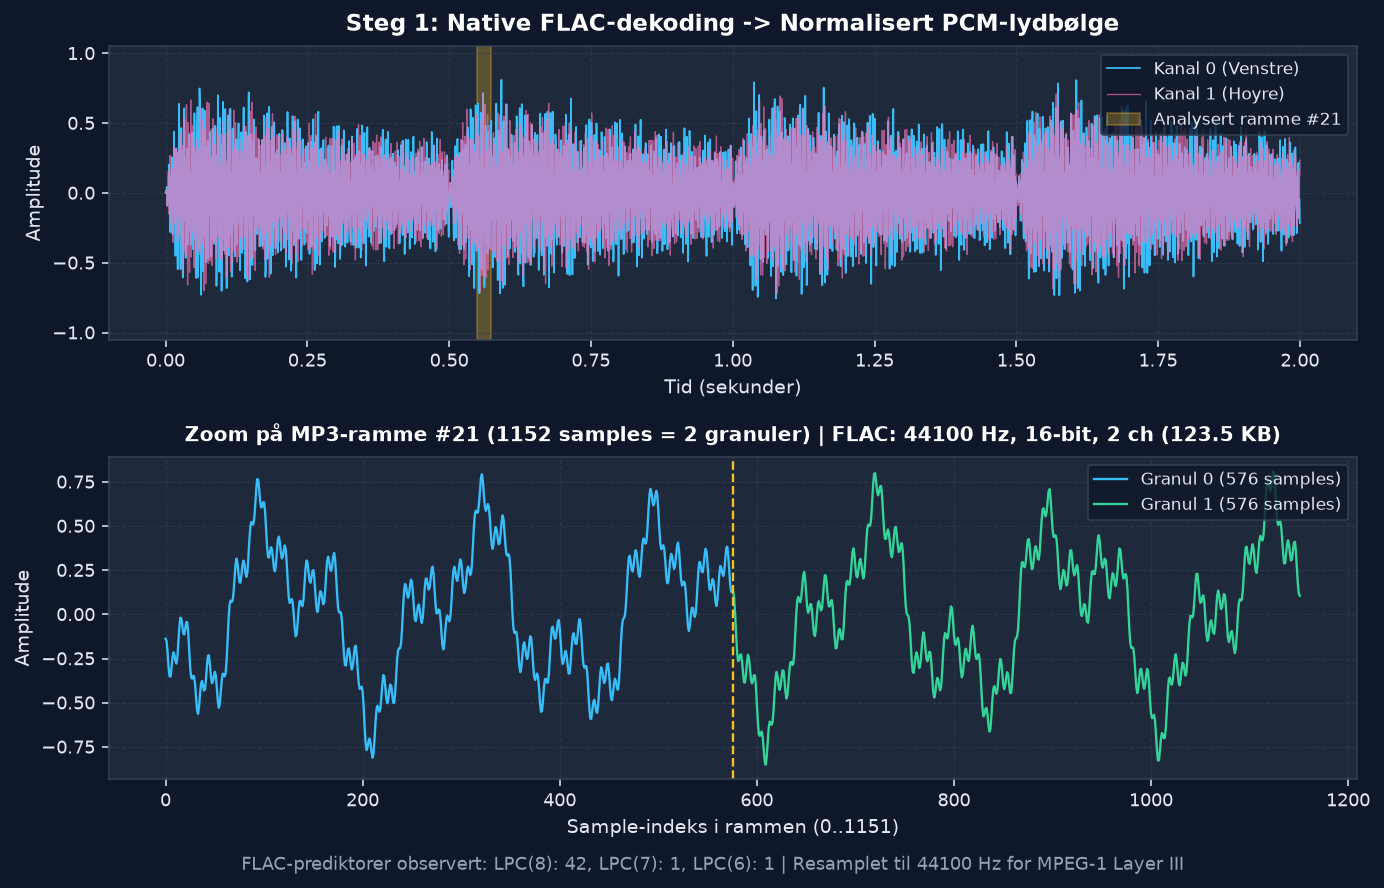 Steg 1: Native FLAC-dekoding -> Normalisert PCM-lydbølge
1.0
0.5
0.0
−0.5
−1.0
Amplitude
Kanal 0 (Venstre)
Kanal 1 (Hoyre)
Analysert ramme #21
0.00 0.25 0.50 0.75 1.00 1.25 1.50 1.75 2.00
Tid (sekunder)
Zoom på MP3-ramme #21 (1152 samples = 2 granuler) | FLAC: 44100 Hz, 16-bit, 2 ch (123.5 KB)
0.75
0.50
0.25
0.00
−0.25
−0.50
−0.75
Amplitude
Granul 0 (576 samples)
Granul 1 (576 samples)
0 200 400 600 800 1000 1200
Sample-indeks i rammen (0..1151)
FLAC-prediktorer observert: LPC(8): 42, LPC(7): 1, LPC(6): 1 | Resamplet til 44100 Hz for MPEG-1 Layer III